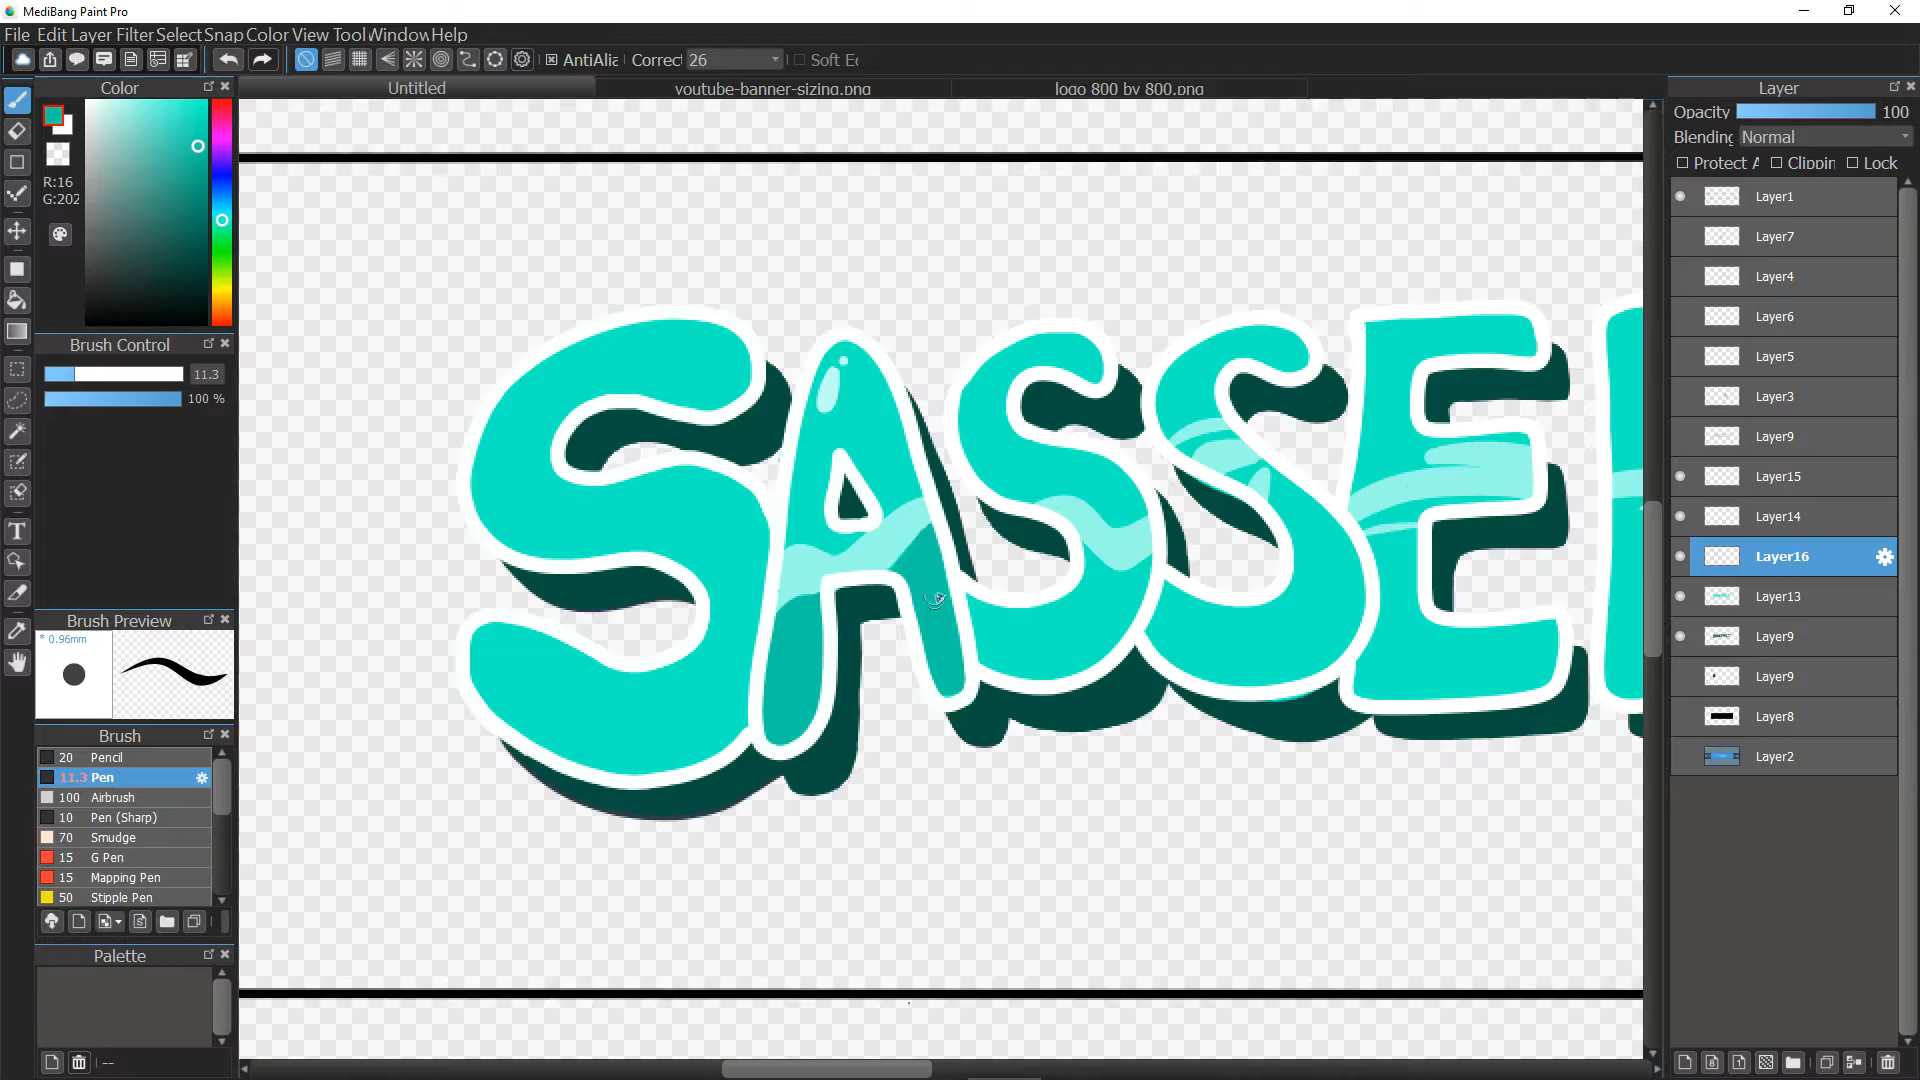 MediBang Paint Pro
File Edit Layer Filter Select Snap Color View Tool Window Help
AntiAlia Correct 26 Soft Ed
Color
Untitled
youtube-banner-sizing.png
logo 800 by 800.png
Layer
Opacity 100
Blending Normal
Protect A Clippin Lock
R:16
G:202
Brush Control
11.3
100 %
Brush Preview
* 0.96mm
Brush
20 Pencil
11.3 Pen
100 Airbrush
10 Pen (Sharp)
70 Smudge
15 G Pen
15 Mapping Pen
50 Stipple Pen
Palette
--
SASSE
Layer1
Layer7
Layer4
Layer6
Layer5
Layer3
Layer9
Layer15
Layer14
Layer16
Layer13
Layer9
Layer9
Layer8
Layer2